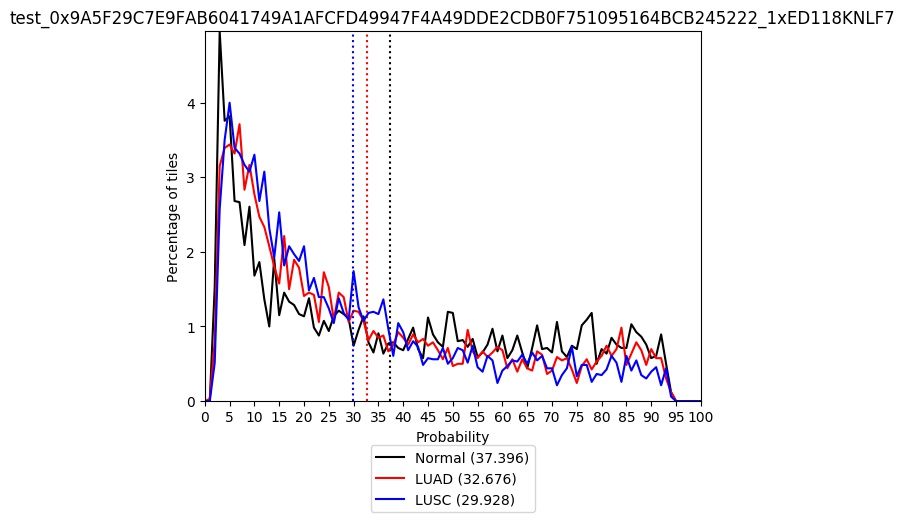 test_0x9A5F29C7E9FAB6041749A1AFCFD49947F4A49DDE2CDB0F751095164BCB245222_1xED118KNLF7
Percentage of tiles
4
3
2
1
0
0 5 10 15 20 25 30 35 40 45 50 55 60 65 70 75 80 85 90 95 100
Probability
Normal (37.396)
LUAD (32.676)
LUSC (29.928)